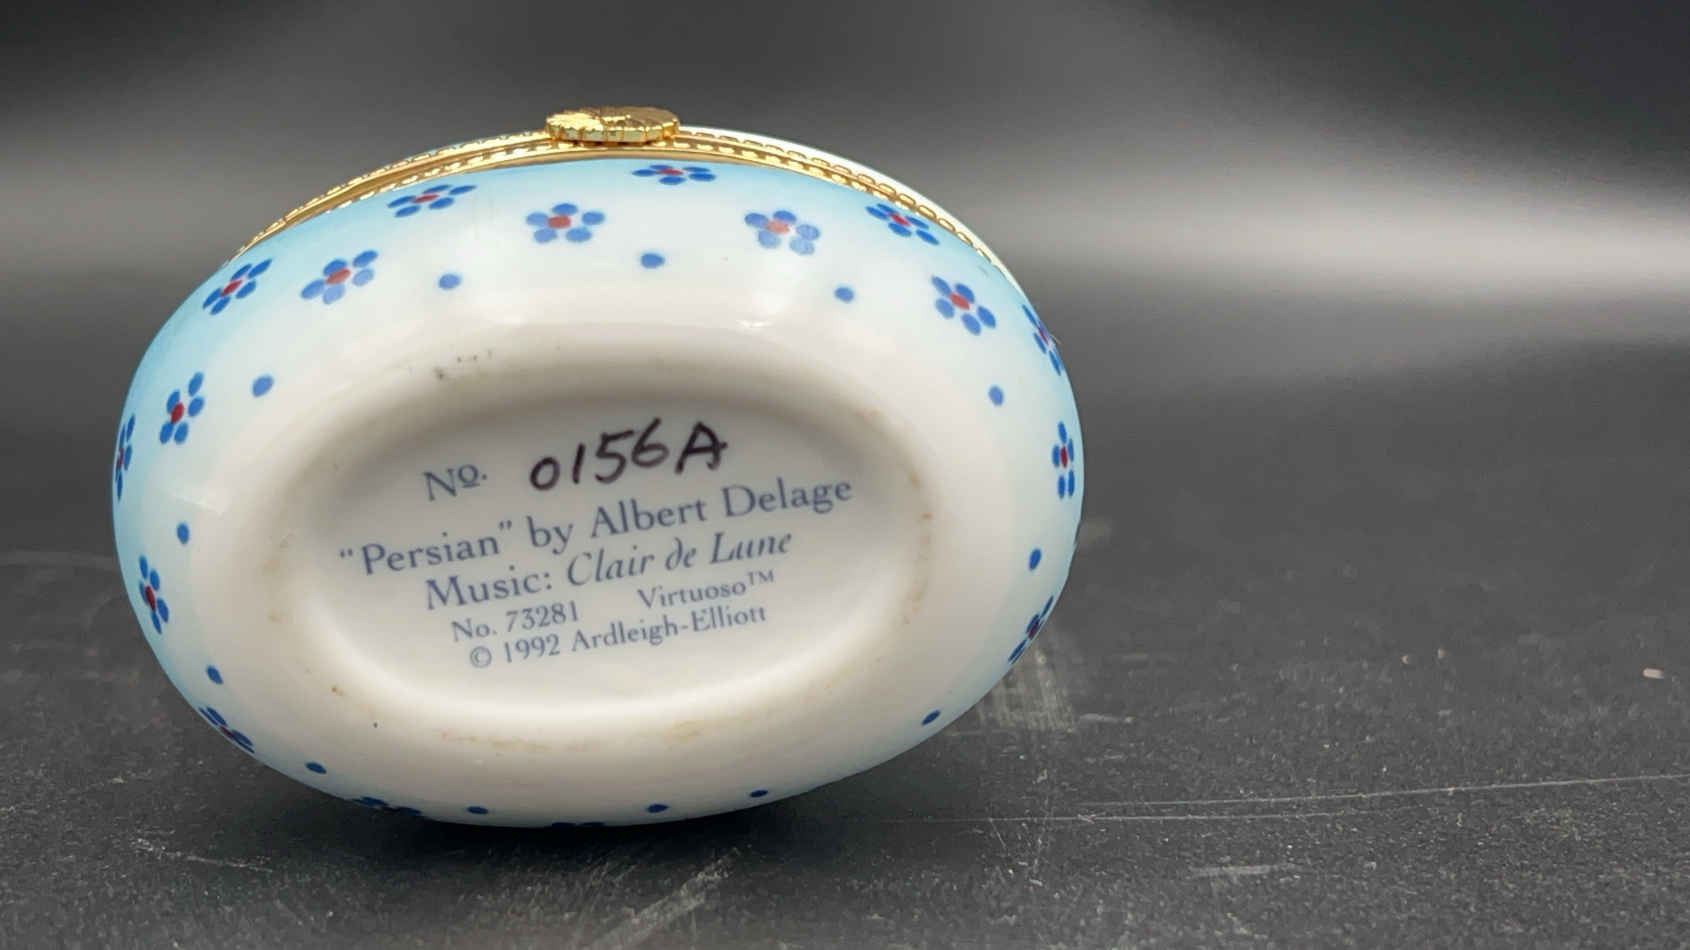 No. 0156A
"Persian" by Albert Delage
Music: Clair de Lune
No. 73281 Virtuoso™
© 1992 Ardleigh-Elliott